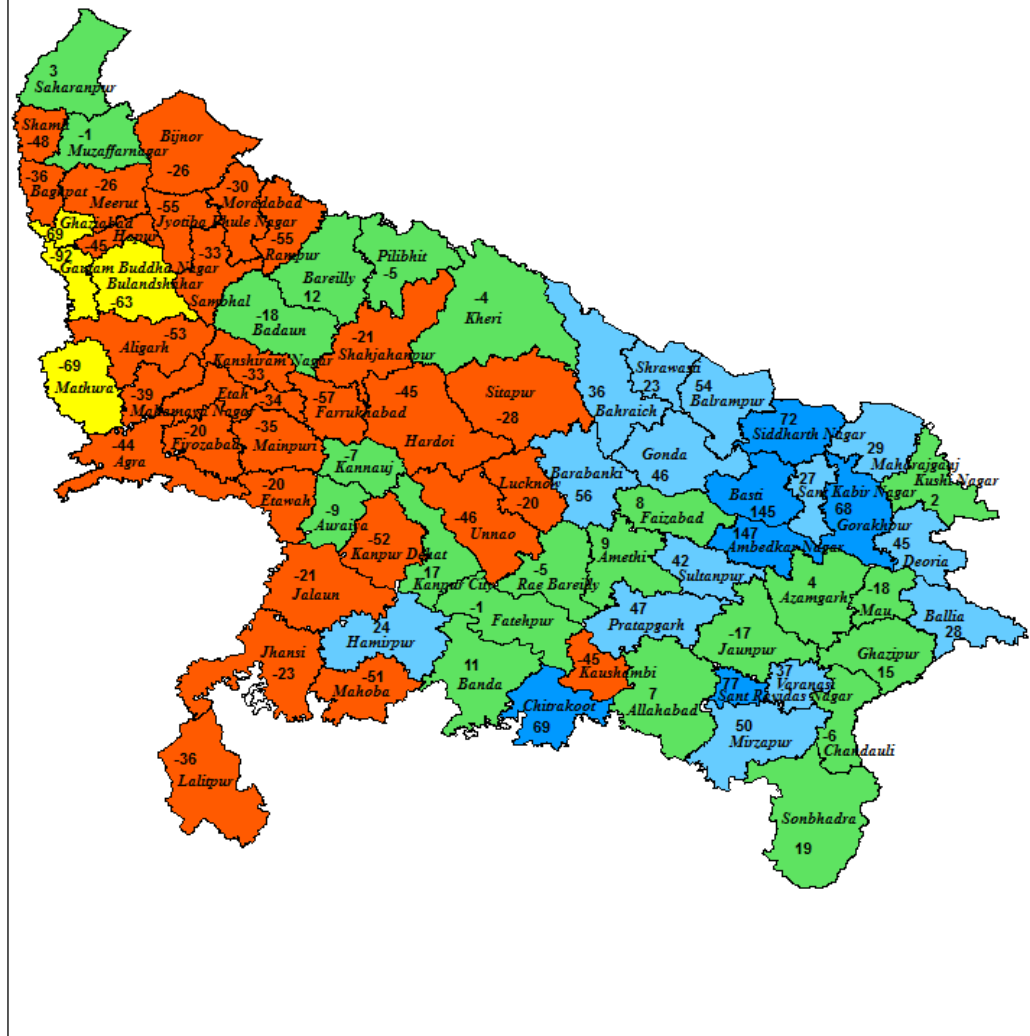 3
Saharanpur
Shamli
-48
-1
Muzaffarnagar
Bijnor
-26
-36
Baghpat
-26
Meerut
-30
Moradabad
-55
Jyotiba Phule Nagar
Ghaziabad
-69
Hapur
-45
-33
-55
Rampur
-92
Gautam Buddha Nagar
Bulandshahar
-63
Sambhal
Pilibhit
-5
Bareilly
12
-18
Badaun
-4
Kheri
-53
Aligarh
-21
Shahjahanpur
-69
Mathura
Kanshiram Nagar
-33
-39
Mahamaya Nagar
Etah
-34
-57
Farrukhabad
-45
Hardoi
Sitapur
-28
Shrawasti
23
54
Balrampur
36
Bahraich
72
Siddharth Nagar
-44
Agra
-20
Firozabad
-35
Mainpuri
-7
Kannauj
Gonda
46
29
Maharajganj
Kushi Nagar
2
-20
Etawah
Lucknow
-20
Barabanki
56
Basti
145
27
Sant Kabir Nagar
68
Gorakhpur
-9
Auraiya
-46
Unnao
8
Faizabad
147
Ambedkar Nagar
45
Deoria
-52
Kanpur Dehat
9
Amethi
42
Sultanpur
-21
Jalaun
17
Kanpur City
-5
Rae Bareilly
4
Azamgarh
-18
Mau
Ballia
28
24
Hamirpur
-1
Fatehpur
47
Pratapgarh
-17
Jaunpur
Ghazipur
15
Jhansi
-23
-51
Mahoba
11
Banda
-45
Kaushambi
37
Varanasi
77
Sant Ravidas Nagar
Chitrakoot
69
7
Allahabad
50
Mirzapur
-6
Chandauli
-36
Lalitpur
Sonbhadra
19